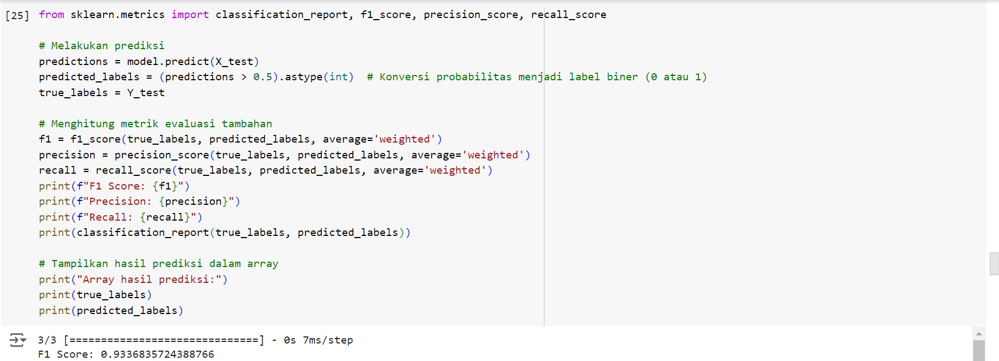 [25] from sklearn.metrics import classification_report, f1_score, precision_score, recall_score
# Melakukan prediksi
predictions = model.predict(X_test)
predicted_labels = (predictions > 0.5).astype(int)  # Konversi probabilitas menjadi label biner (0 atau 1)
true_labels = Y_test
# Menghitung metrik evaluasi tambahan
f1 = f1_score(true_labels, predicted_labels, average='weighted')
precision = precision_score(true_labels, predicted_labels, average='weighted')
recall = recall_score(true_labels, predicted_labels, average='weighted')
print(f"F1 Score: {f1}")
print(f"Precision: {precision}")
print(f"Recall: {recall}")
print(classification_report(true_labels, predicted_labels))
# Tampilkan hasil prediksi dalam array
print("Array hasil prediksi:")
print(true_labels)
print(predicted_labels)
3/3 [==============================] - 0s 7ms/step
F1 Score: 0.9336835724388766